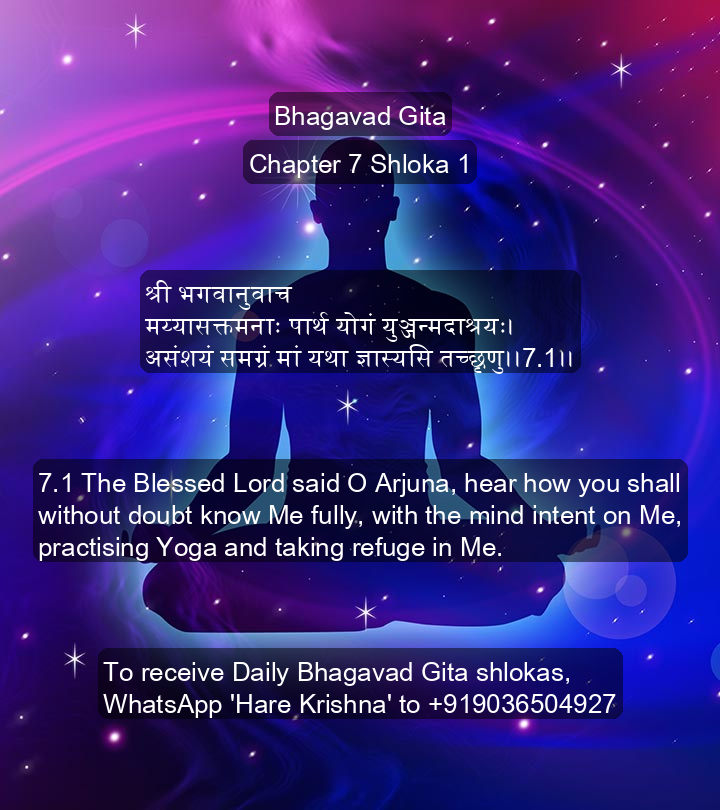 Bhagavad Gita
Chapter 7 Shloka 1
श्री भगवानुवाच
मय्यासक्तमनाः पार्थ योगं युञ्जन्मदाश्रयः।
असंशयं समग्रं मां यथा ज्ञास्यसि तच्छृणु।।7.1।।
7.1 The Blessed Lord said O Arjuna, hear how you shall
without doubt know Me fully, with the mind intent on Me,
practising Yoga and taking refuge in Me.
To receive Daily Bhagavad Gita shlokas,
WhatsApp 'Hare Krishna' to +919036504927